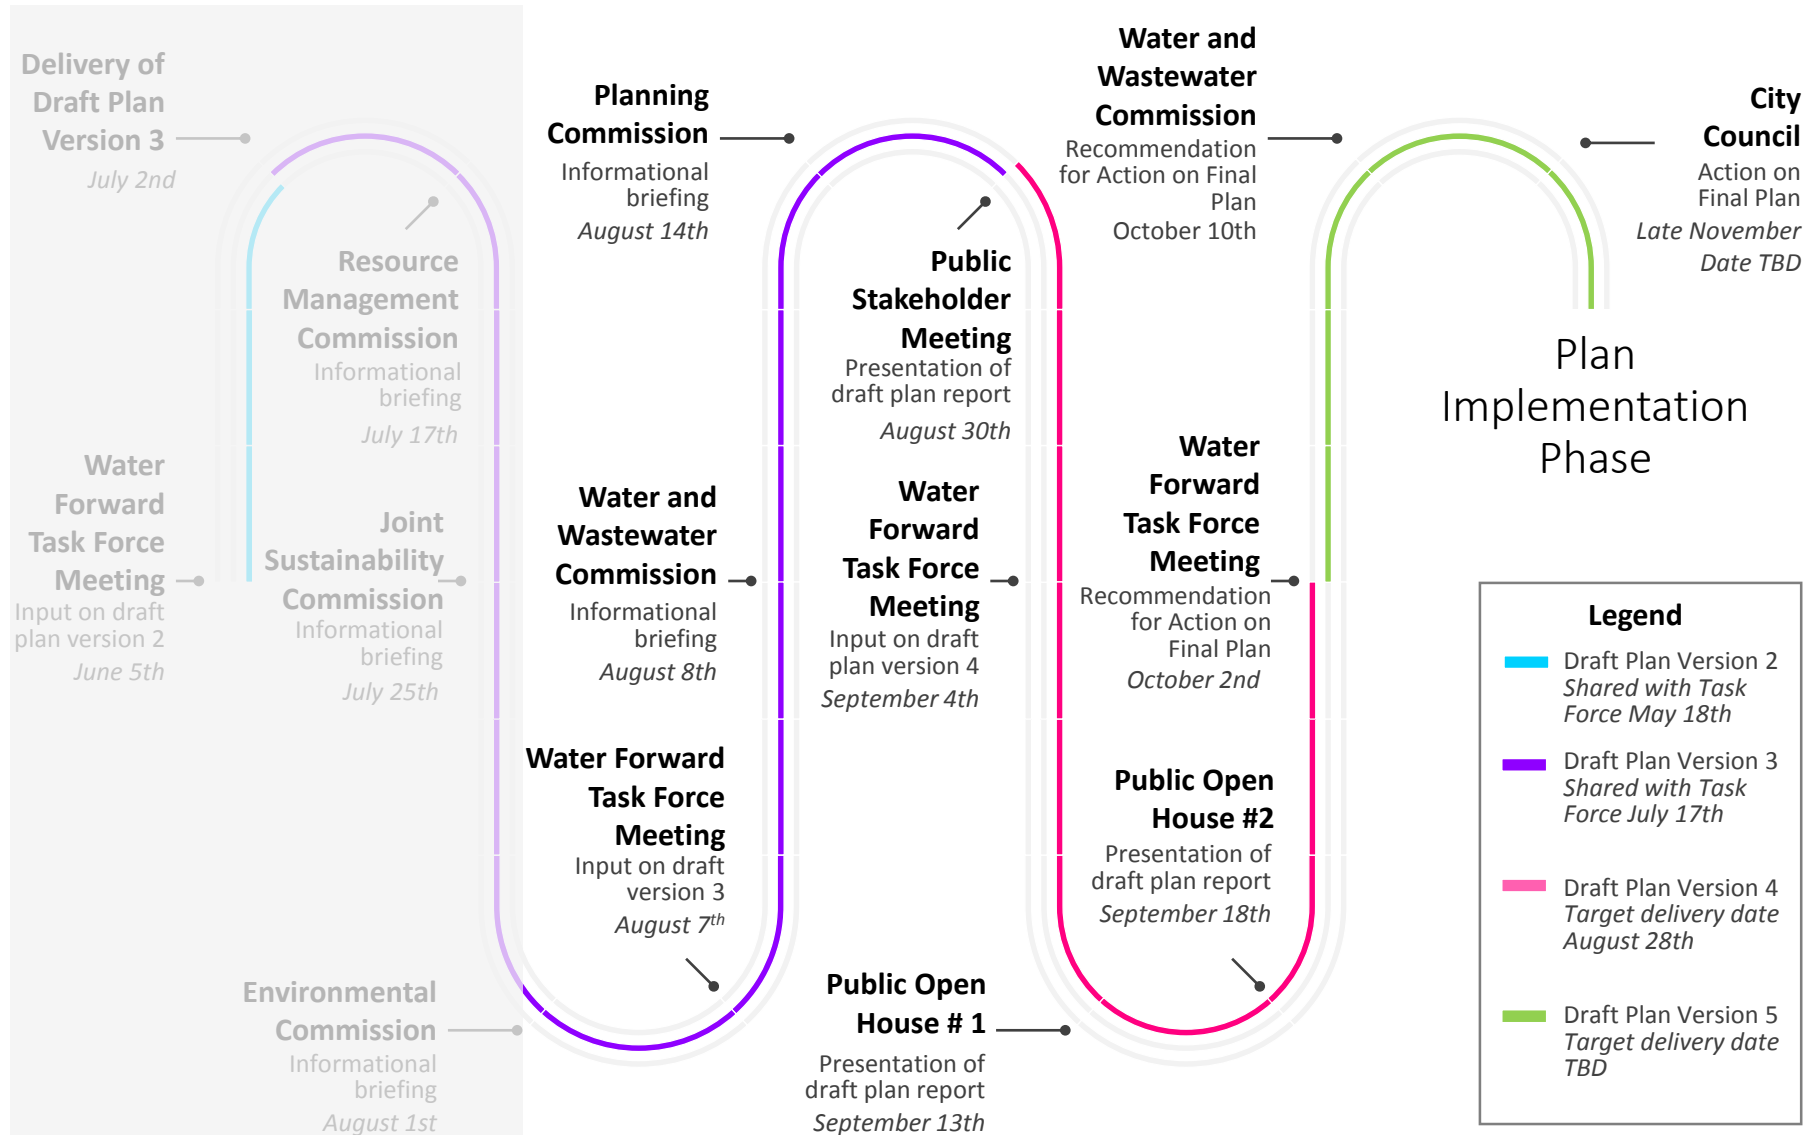 Delivery of
Draft Plan
Version 3
July 2nd
Water
Forward
Task Force
Meeting
Input on draft
plan version 2
June 5th
Resource
Management
Commission
Informational
briefing
July 17th
Joint
Sustainability
Commission
Informational
briefing
July 25th
Environmental
Commission
Informational
briefing
August 1st
Planning
Commission
Informational
briefing
August 14th
Water and
Wastewater
Commission
Informational
briefing
August 8th
Water Forward
Task Force
Meeting
Input on draft
version 3
August 7th
Public
Stakeholder
Meeting
Presentation of
draft plan report
August 30th
Water
Forward
Task Force
Meeting
Input on draft
plan version 4
September 4th
Public Open
House # 1
Presentation of
draft plan report
September 13th
Water and
Wastewater
Commission
Recommendation
for Action on Final
Plan
October 10th
Water
Forward
Task Force
Meeting
Recommendation
for Action on
Final Plan
October 2nd
Public Open
House #2
Presentation of
draft plan report
September 18th
City
Council
Action on
Final Plan
Late November
Date TBD
Plan
Implementation
Phase
Legend
Draft Plan Version 2
Shared with Task
Force May 18th
Draft Plan Version 3
Shared with Task
Force July 17th
Draft Plan Version 4
Target delivery date
August 28th
Draft Plan Version 5
Target delivery date
TBD